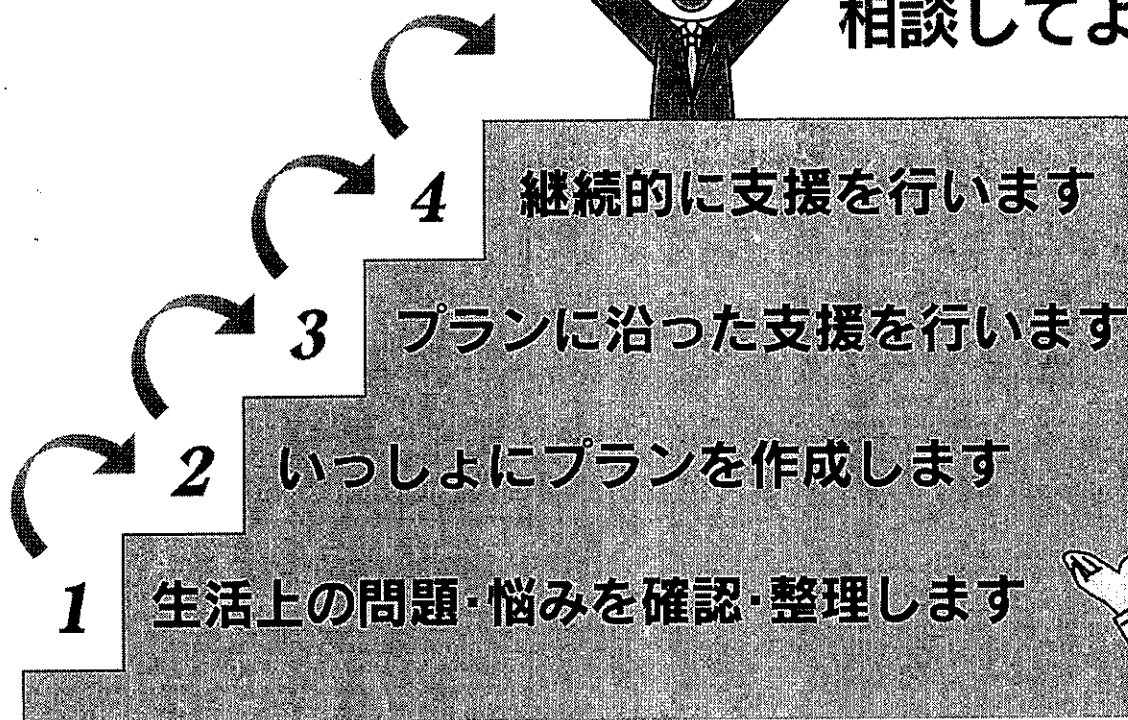 相談してよ
4 継続的に支援を行います
3 プランに沿った支援を行います
2 いっしょにプランを作成します
1 生活上の問題・悩みを確認・整理します